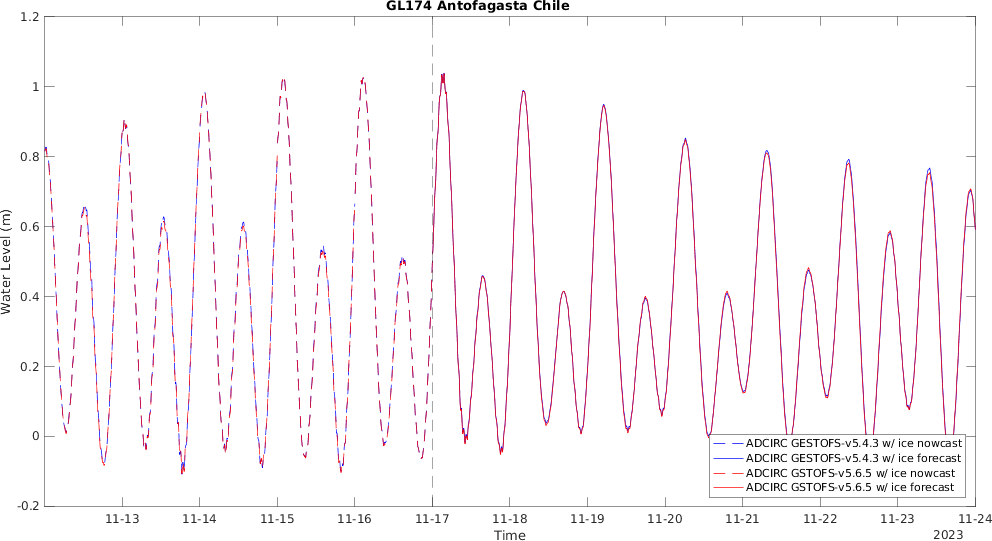 GL174 Antofagasta Chile
1.2
1
0.8
0.6
0.4
0.2
0
-0.2
Water Level (m)
ADCIRC GESTOFS-v5.4.3 w/ ice nowcast
ADCIRC GESTOFS-v5.4.3 w/ ice forecast
ADCIRC GSTOFS-v5.6.5 w/ ice nowcast
ADCIRC GSTOFS-v5.6.5 w/ ice forecast
11-13 11-14 11-15 11-16 11-17 11-18 11-19 11-20 11-21 11-22 11-23 11-24
Time
2023